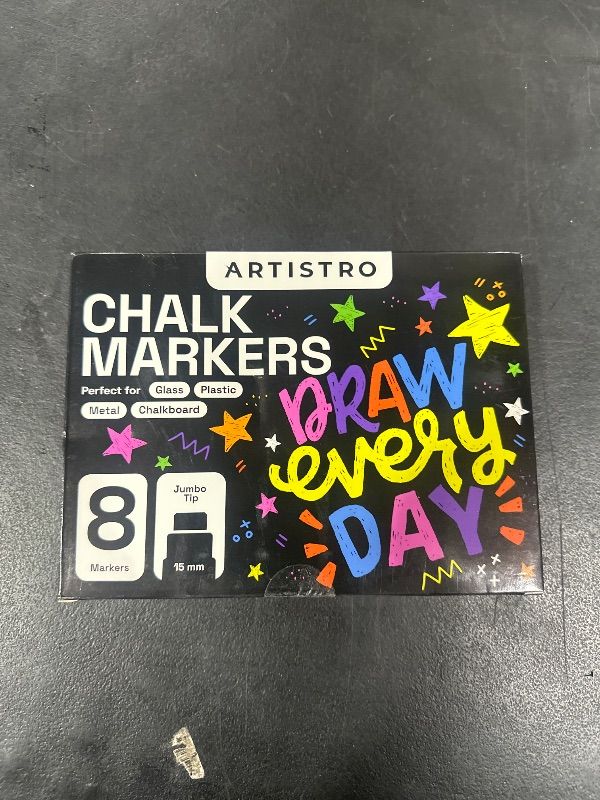 ARTISTRO
CHALK
MARKERS
Perfect for Glass Plastic
Metal Chalkboard
DRAW
every
DAY
8
Markers
Jumbo
Tip
15 mm